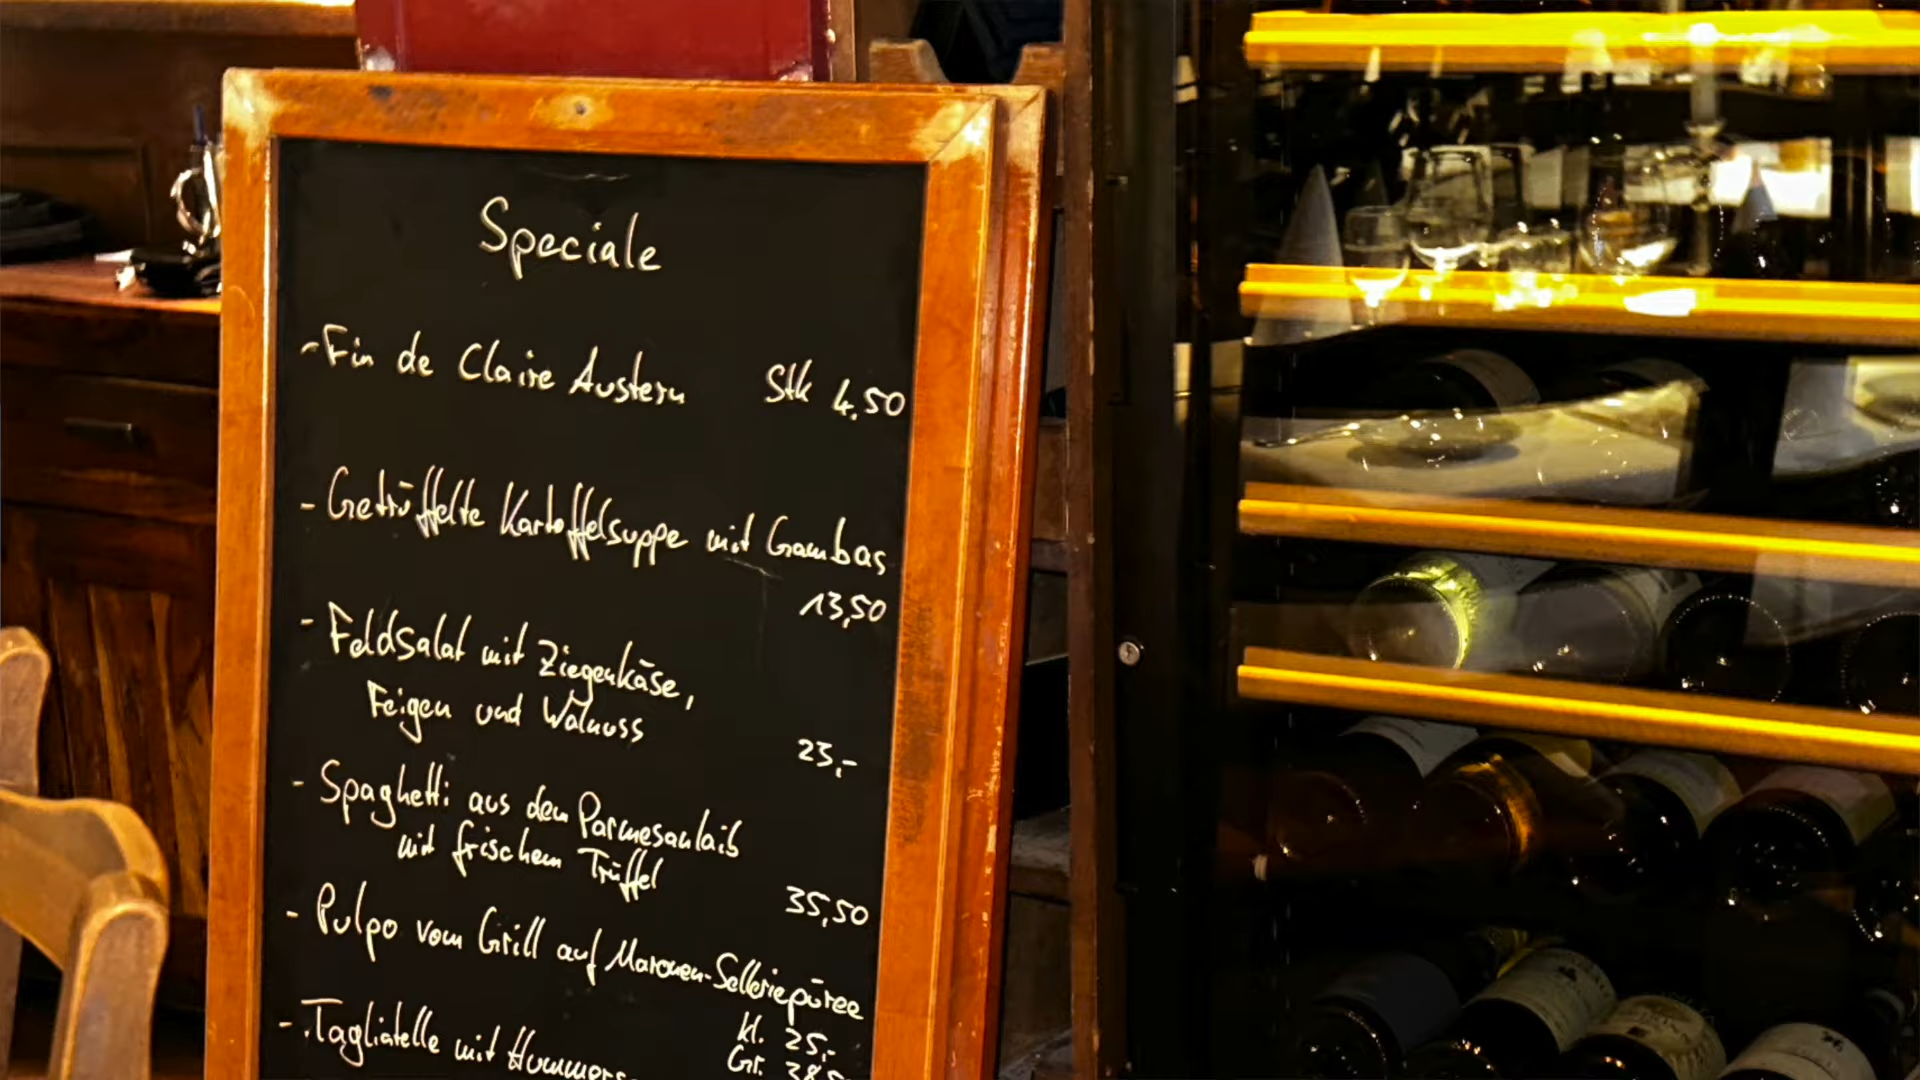 Speciale
- Fin de Claire Austern Stk 4.50
- Getrüffelte Kartoffelsuppe mit Gambas
13,50
- Feldsalat mit Ziegenkäse,
Feigen und Walnuss
23,-
- Spaghetti aus dem Parmesanlaib
mit frischem Trüffel
35,50
- Pulpo vom Grill auf Maronen-Selleriepüree
kl. 25,-
- Tagliatelle mit
Gr.